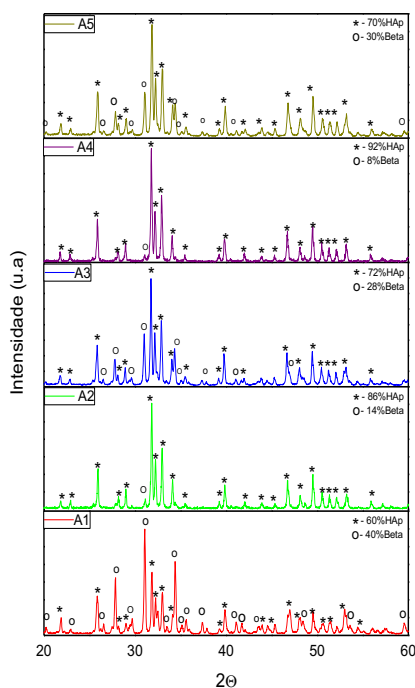 A5
*- 70%HAp
o- 30%Beta
A4
*- 92%HAp
o- 8%Beta
A3
*- 72%HAp
o- 28%Beta
A2
*- 86%HAp
o- 14%Beta
A1
*- 60%HAp
o- 40%Beta
Intensidade (u.a)
20 30 40 50 60
2Θ